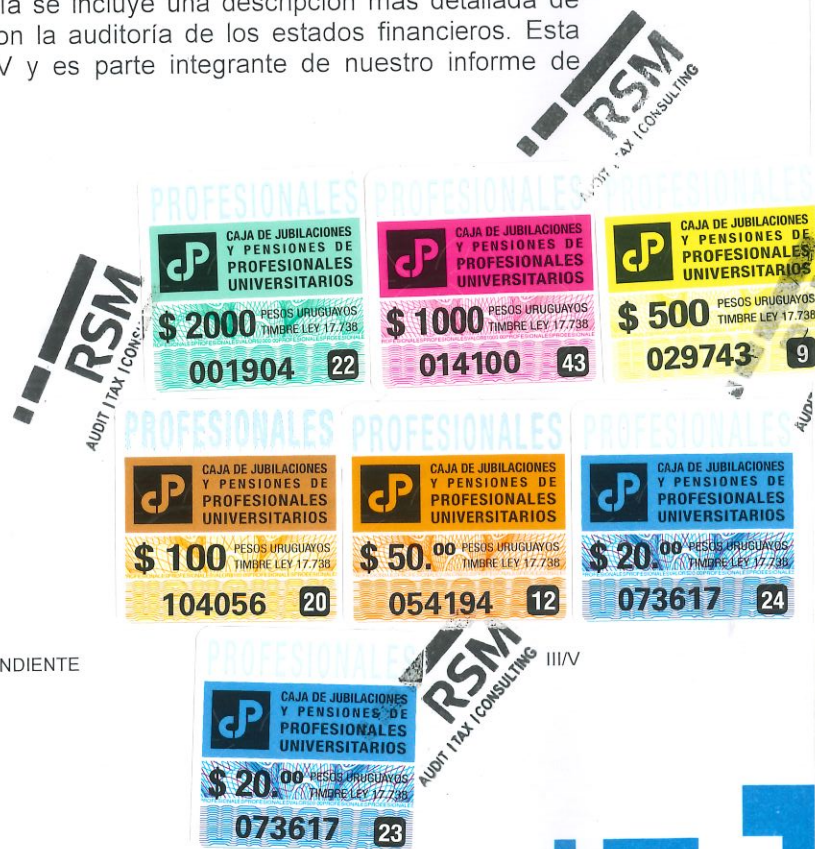 ía se incluye una descripción más detallada de
on la auditoría de los estados financieros. Esta
V y es parte integrante de nuestro informe de
RSM
AUDIT | TAX | CONSULTING
PROFESIONALES
CAJA DE JUBILACIONES
Y PENSIONES DE
PROFESIONALES
UNIVERSITARIOS
$ 2000 PESOS URUGUAYOS
TIMBRE LEY 17.738
001904 22
PROFESIONALES
CAJA DE JUBILACIONES
Y PENSIONES DE
PROFESIONALES
UNIVERSITARIOS
$ 1000 PESOS URUGUAYOS
TIMBRE LEY 17.738
014100 43
PROFESIONALES
CAJA DE JUBILACIONES
Y PENSIONES DE
PROFESIONALES
UNIVERSITARIOS
$ 500 PESOS URUGUAYOS
TIMBRE LEY 17.738
029743 9
RSM
AUDIT | TAX | CONSU
AUDI
PROFESIONALES
CAJA DE JUBILACIONES
Y PENSIONES DE
PROFESIONALES
UNIVERSITARIOS
$ 100 PESOS URUGUAYOS
TIMBRE LEY 17.738
104056 20
PROFESIONALES
CAJA DE JUBILACIONES
Y PENSIONES DE
PROFESIONALES
UNIVERSITARIOS
$ 50.00 PESOS URUGUAYOS
TIMBRE LEY 17.738
054194 12
PROFESIONALES
CAJA DE JUBILACIONES
Y PENSIONES DE
PROFESIONALES
UNIVERSITARIOS
$ 20.00 PESOS URUGUAYOS
TIMBRE LEY 17.738
073617 24
NDIENTE
III/V
RSM
AUDIT | TAX | CONSULTING
PROFESIONALES
CAJA DE JUBILACIONES
Y PENSIONES DE
PROFESIONALES
UNIVERSITARIOS
$ 20.00 PESOS URUGUAYOS
TIMBRE LEY 17.738
073617 23